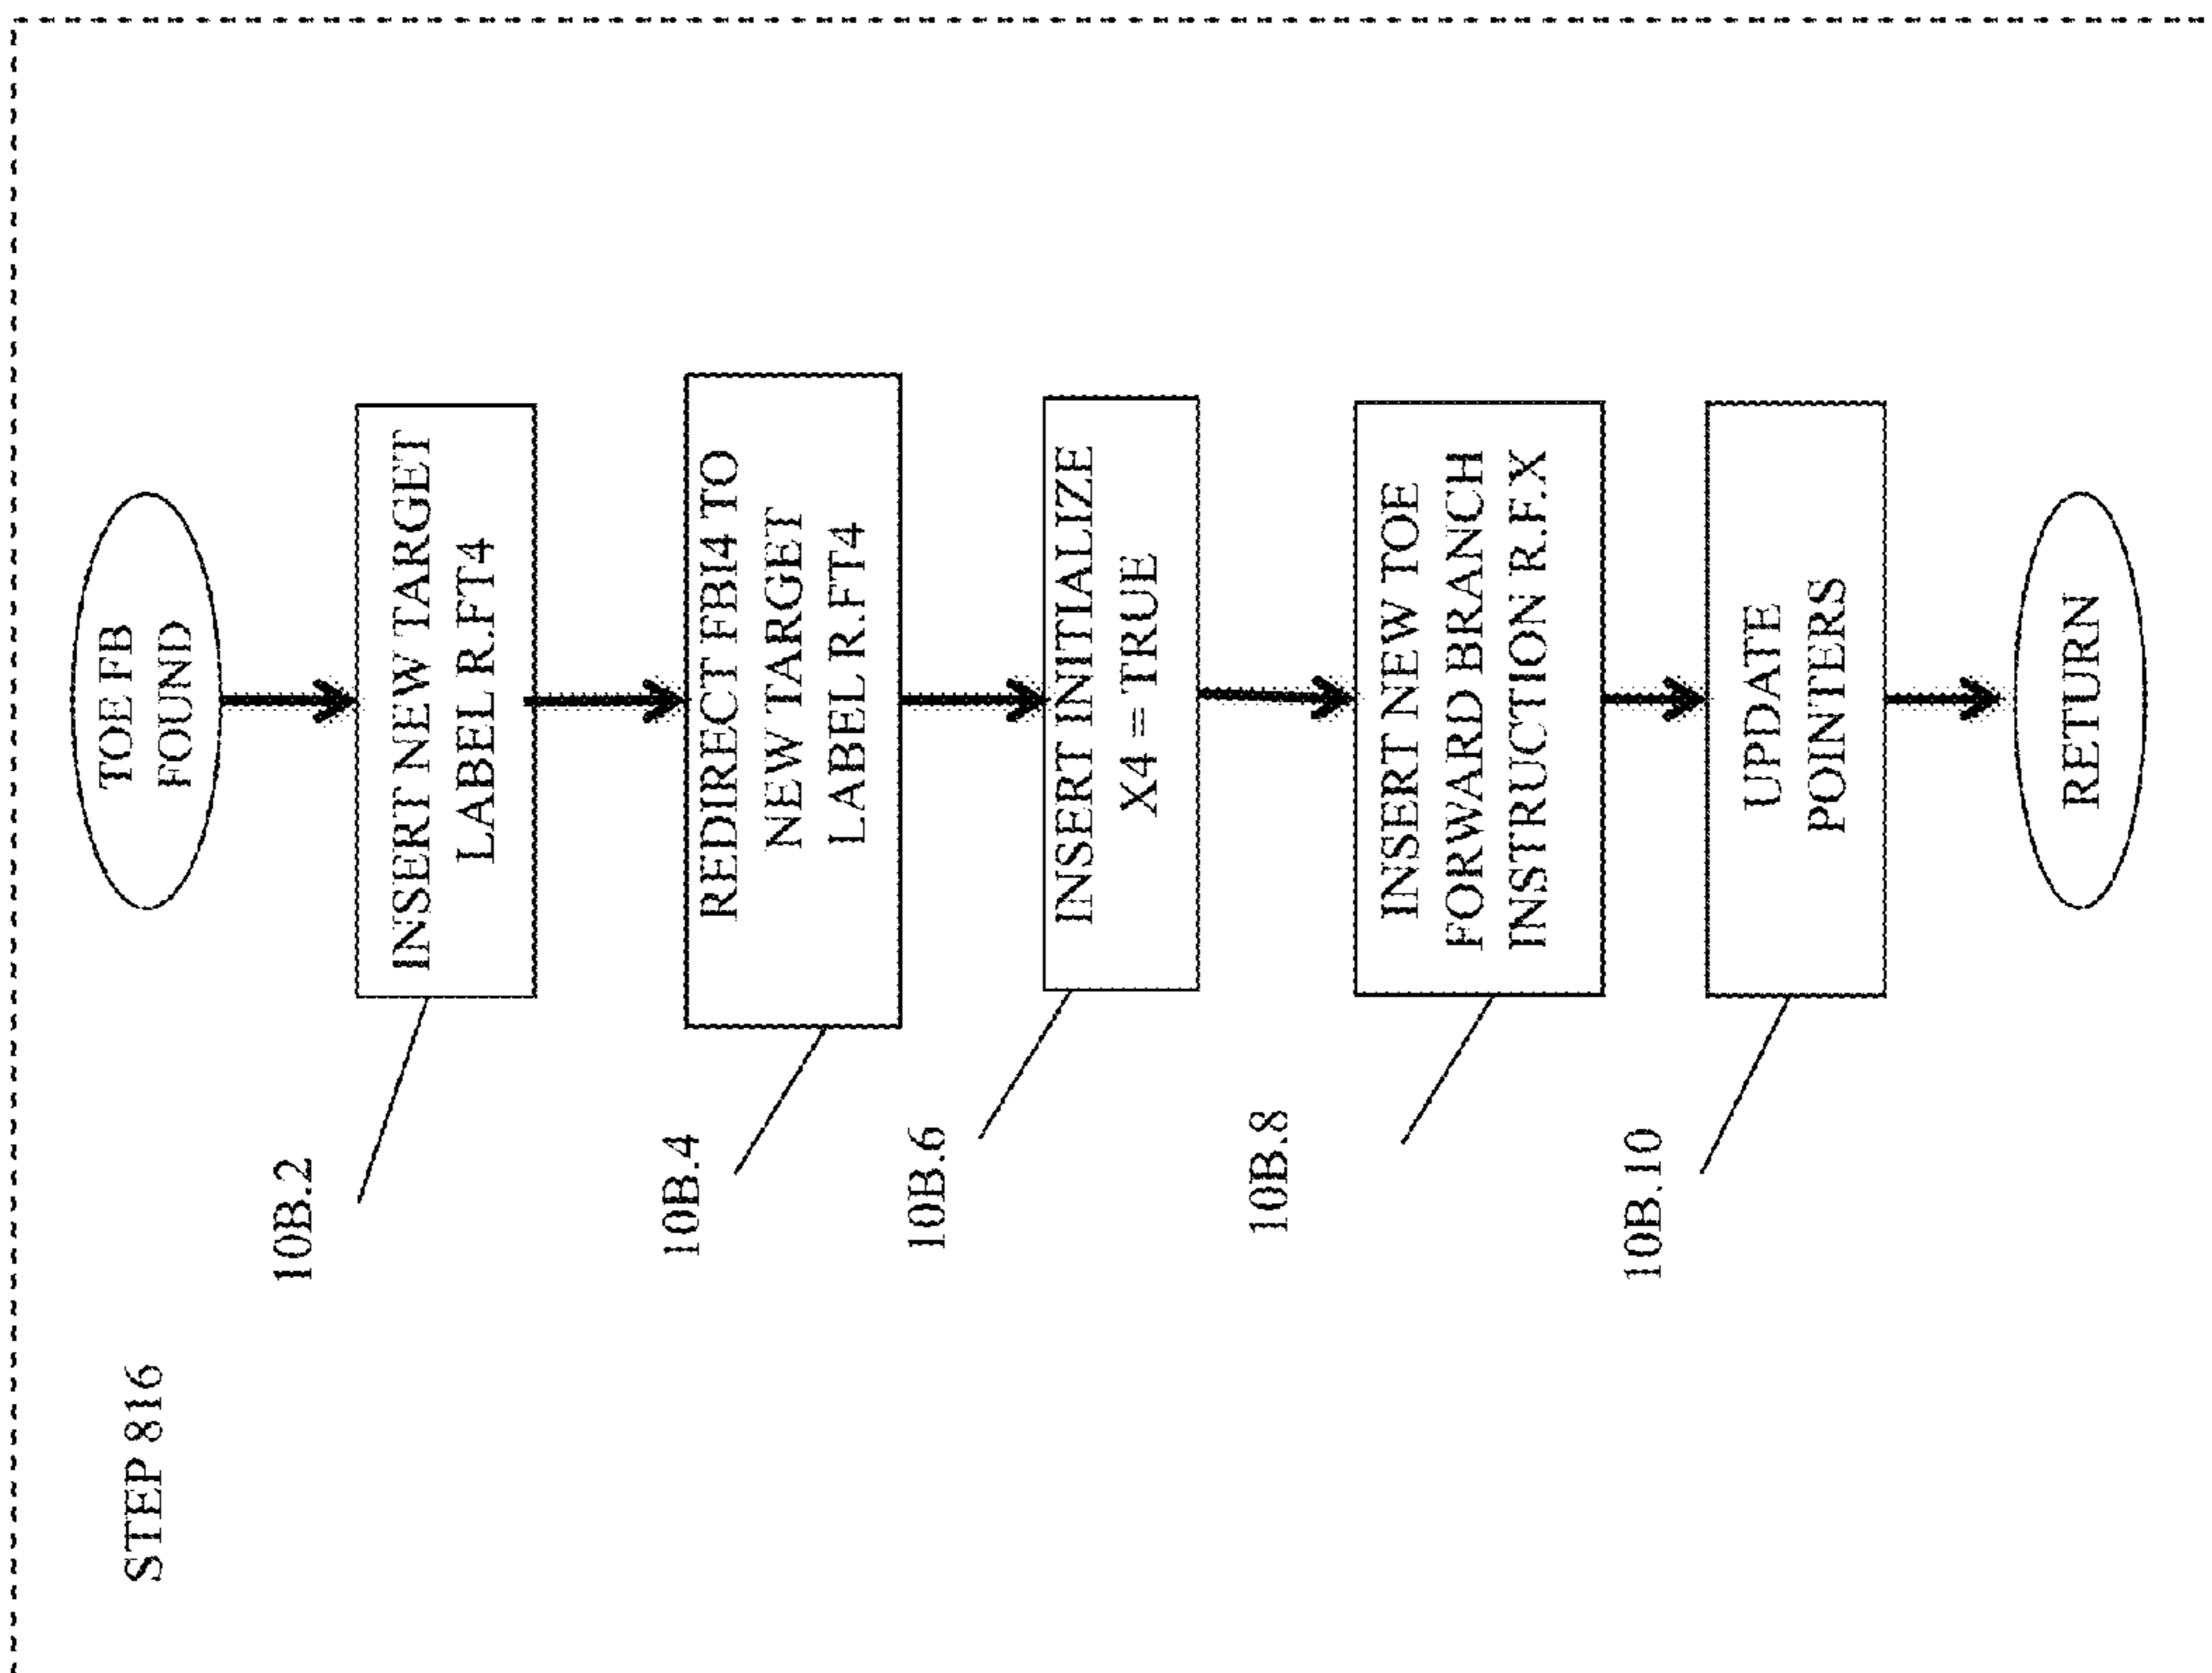 STEP 816
TOE FB
FOUND
10B.2
INSERT NEW TARGET
LABEL R.FT4
10B.4
REDIRECT FBI4 TO
NEW TARGET
LABEL R.FT4
10B.6
INSERT INITIALIZE
X4 = TRUE
10B.8
INSERT NEW TOE
FORWARD BRANCH
INSTRUCTION R.F.X
10B.10
UPDATE
POINTERS
RETURN